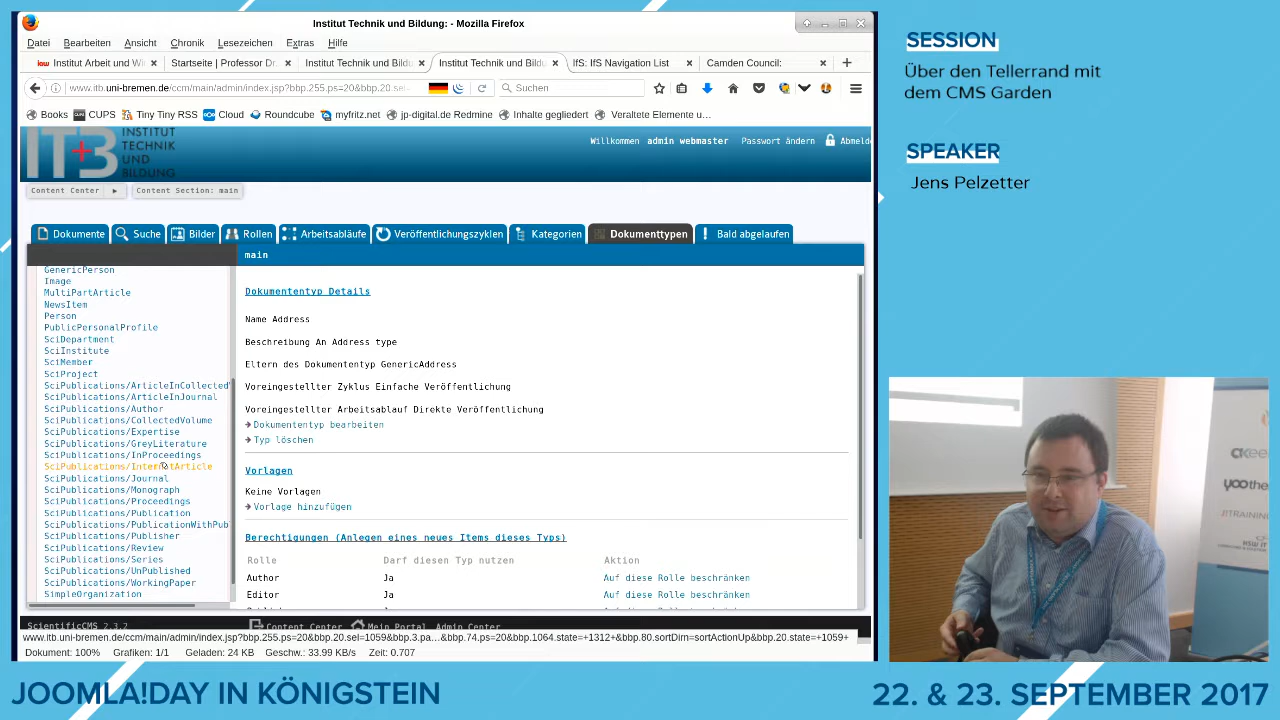 Institut Technik und Bildung: - Mozilla Firefox
Datei Bearbeiten Ansicht Chronik Lesezeichen Extras Hilfe
iaw Institut Arbeit und Wi Startseite | Professor Dr. Institut Technik und Bildun Institut Technik und Bildun IfS: IfS Navigation List Camden Council:
www.itb.uni-bremen.de/ccm/main/admin/index.jsp?bbp.255.ps=20&bbp.20.sel= Suchen
Books CUPS Tiny Tiny RSS Cloud Roundcube myfritz.net jp-digital.de Redmine Inhalte gegliedert Veraltete Elemente u…
IT+B INSTITUT
TECHNIK
UND
BILDUNG
Willkommen admin webmaster Passwort ändern Abmeld
Content Center Content Section: main
Dokumente Suche Bilder Rollen Arbeitsabläufe Veröffentlichungszyklen Kategorien Dokumenttypen Bald abgelaufen
main
GenericPerson
Image
MultiPartArticle
NewsItem
Person
PublicPersonalProfile
SciDepartment
SciInstitute
SciMember
SciProject
SciPublications/ArticleInCollected
SciPublications/ArticleInJournal
SciPublications/Author
SciPublications/CollectedVolume
SciPublications/Expertise
SciPublications/GreyLiterature
SciPublications/InProceedings
SciPublications/InternetArticle
SciPublications/Journal
SciPublications/Monograph
SciPublications/Proceedings
SciPublications/Publication
SciPublications/PublicationWithPub
SciPublications/Publisher
SciPublications/Review
SciPublications/Series
SciPublications/UnPublished
SciPublications/WorkingPaper
SimpleOrganization
Dokumententyp Details
Name Address
Beschreibung An Address type
Eltern des Dokumententyp GenericAddress
Voreingestellter Zyklus Einfache Veröffentlichung
Voreingestellter Arbeitsablauf Direkte Veröffentlichung
Dokumententyp bearbeiten
Typ löschen
Vorlagen
Keine Vorlagen
Vorlage hinzufügen
Berechtigungen (Anlegen eines neues Items dieses Typs)
Rolle Darf diesen Typ nutzen Aktion
Author Ja Auf diese Rolle beschränken
Editor Ja Auf diese Rolle beschränken
ScientificCMS 2.3.2 Content Center Mein Portal Admin Center
www.itb.uni-bremen.de/ccm/main/admin/index.jsp?bbp.255.ps=20&bbp.20.sel=1059&bbp.3.pa…&bbp.74.ps=20&bbp.1064.state=+1312+&bbp.80.sortDim=sortActionUp&bbp.20.state=+1059+
Dokument: 100% Grafiken: 1/1 Geladen: 24 KB Geschw.: 33.99 KB/s Zeit: 0.707
SESSION
Über den Tellerrand mit
dem CMS Garden
SPEAKER
Jens Pelzetter
akee
yoothe
TRAINING
HSW IT
JOOMLA!DAY IN KÖNIGSTEIN
22. & 23. SEPTEMBER 2017